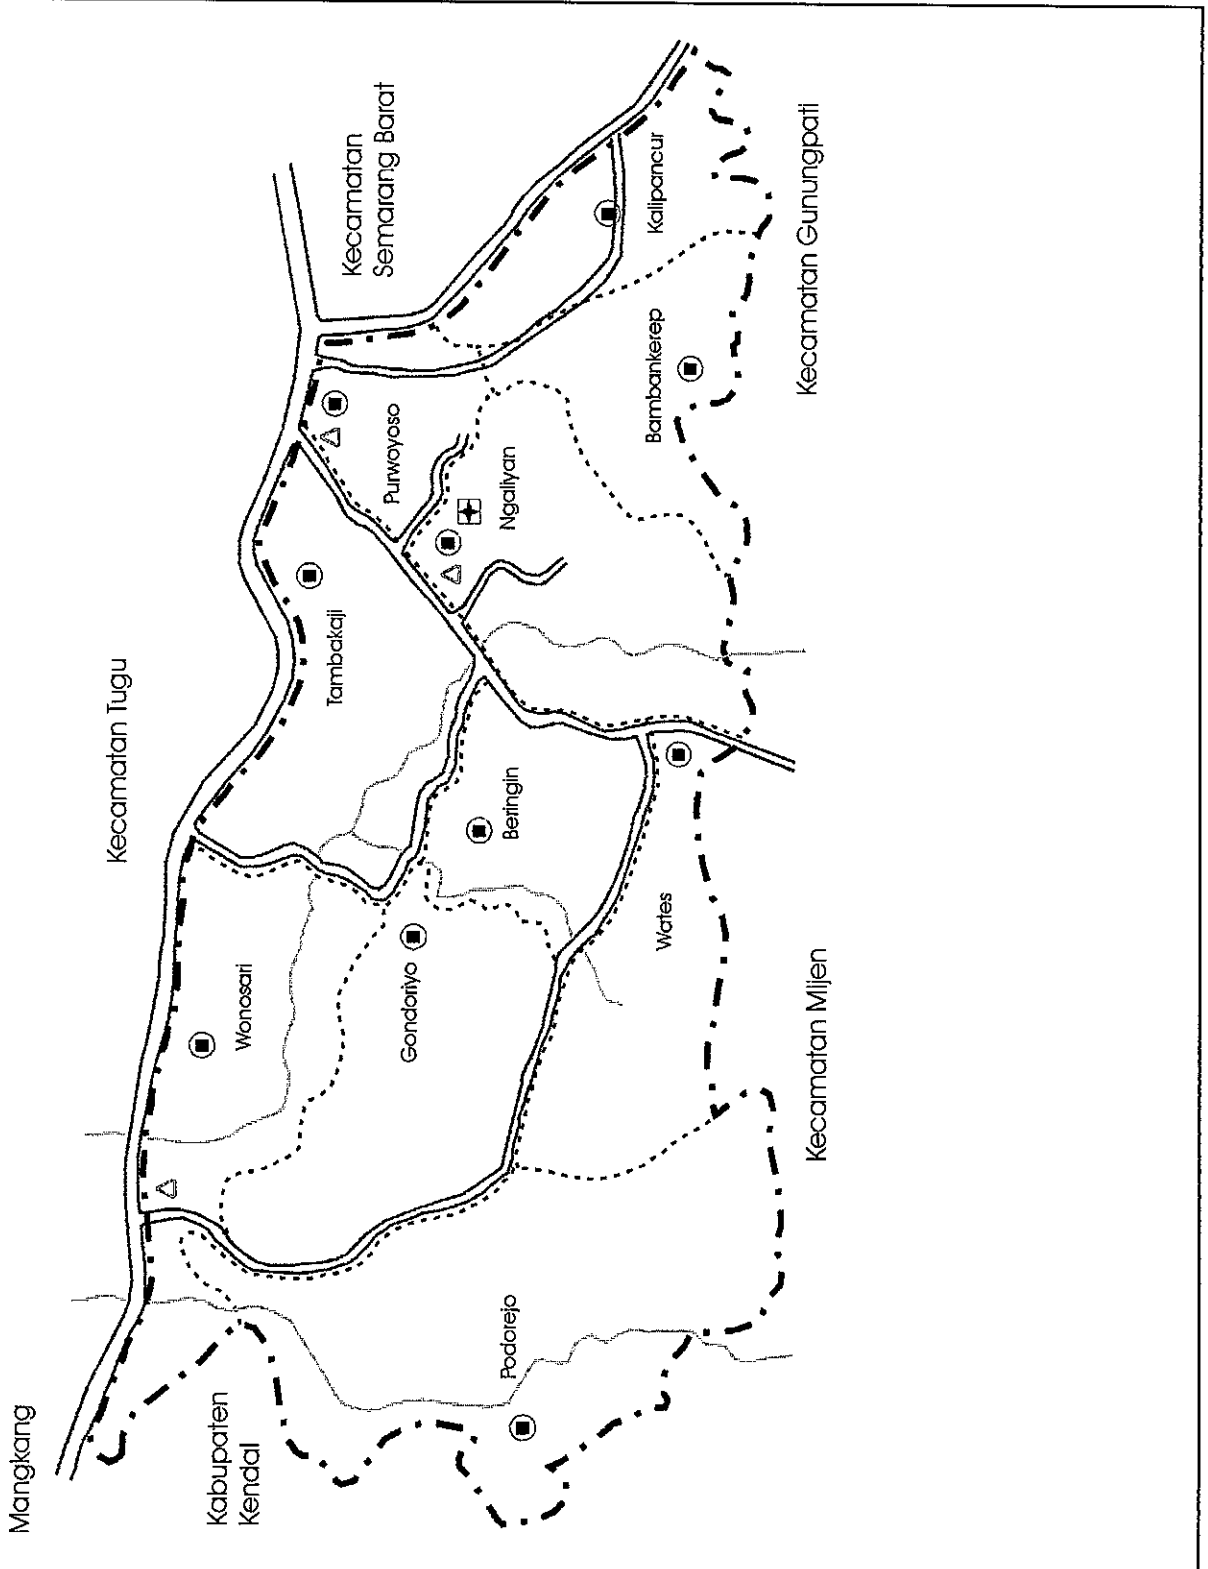 Mangkang
Kecamatan Tugu
Kecamatan
Semarang Barat
Kabupaten
Kendal
Wonosari
Tambakaji
Purwoyoso
Gondoriyo
Beringin
Ngaliyan
Podorejo
Wates
Bambankerep
Kalipancur
Kecamatan Mijen
Kecamatan Gunungpati